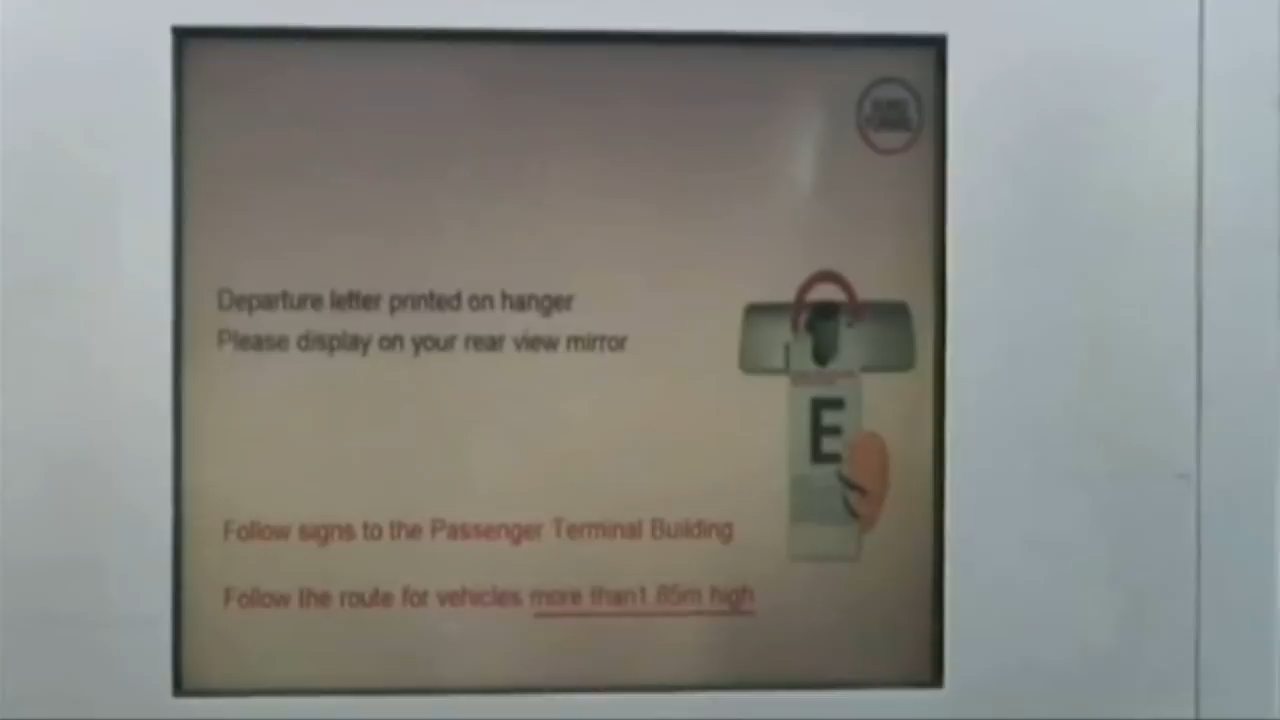 Departure letter printed on hanger
Please display on your rear view mirror
E
Follow signs to the Passenger Terminal Building
Follow the route for vehicles more than1.85m high